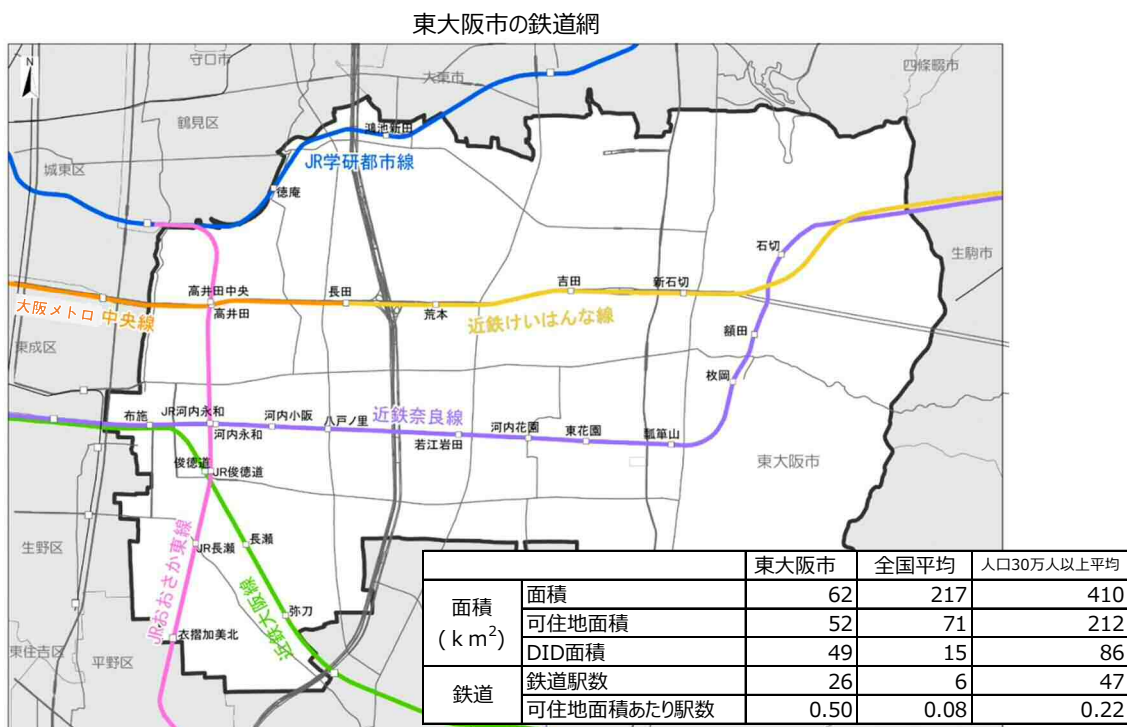 東大阪市の鉄道網
N
守口市
大東市
四條畷市
鶴見区
鴻池新田
JR学研都市線
城東区
徳庵
石切
生駒市
高井田中央
長田
吉田
新石切
大阪メトロ 中央線
高井田
荒本
近鉄けいはんな線
東成区
額田
枚岡
布施
JR河内永和
河内小阪
八戸ノ里
近鉄奈良線
河内花園
東花園
瓢箪山
河内永和
若江岩田
俊徳道
JR俊徳道
東大阪市
生野区
JR長瀬
長瀬
JRおおさか東線
近鉄大阪線
弥刀
衣摺加美北
東住吉区
平野区
東大阪市 全国平均 人口30万人以上平均
面積
(ｋｍ²)
面積 62 217 410
可住地面積 52 71 212
DID面積 49 15 86
鉄道
鉄道駅数 26 6 47
可住地面積あたり駅数 0.50 0.08 0.22